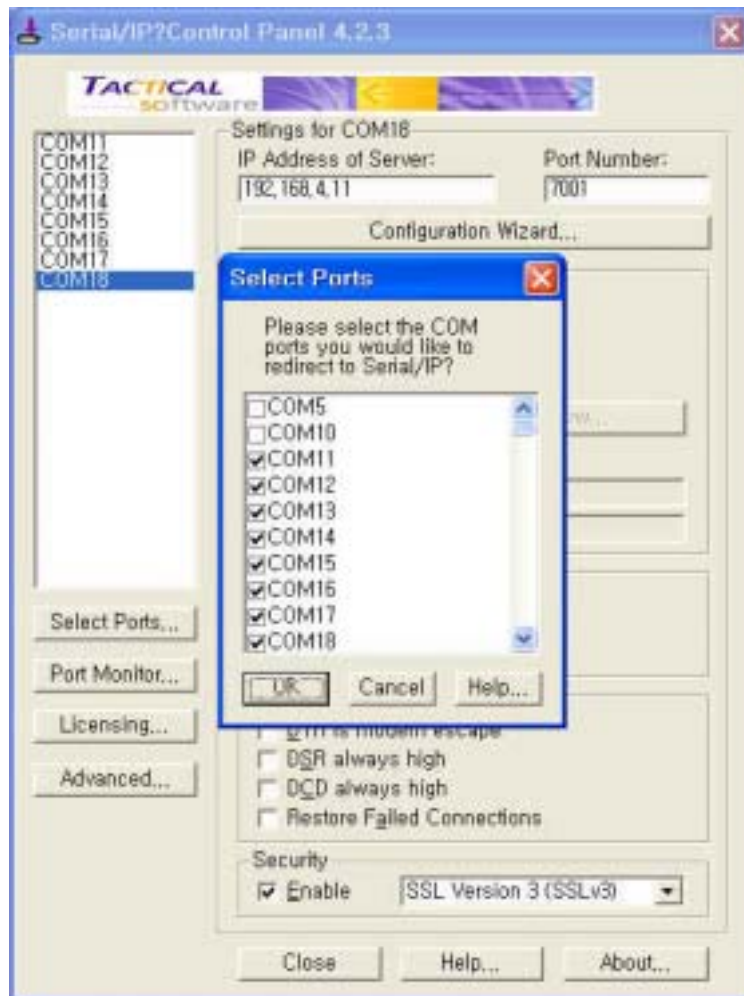 Serial/IP?Control Panel 4.2.3
TACTICAL
software
COM11
COM12
COM13
COM14
COM15
COM16
COM17
COM18
Settings for COM18
IP Address of Server:
Port Number:
192,168,4,11
7001
Configuration Wizard...
Select Ports
Please select the COM
ports you would like to
redirect to Serial/IP?
COM5
COM10
COM11
COM12
COM13
COM14
COM15
COM16
COM17
COM18
OK
Cancel
Help...
Select Ports...
Port Monitor...
Licensing...
Advanced...
DTR is modem escape
DSR always high
DCD always high
Restore Failed Connections
Security
Enable
SSL Version 3 (SSLv3)
Close
Help...
About...